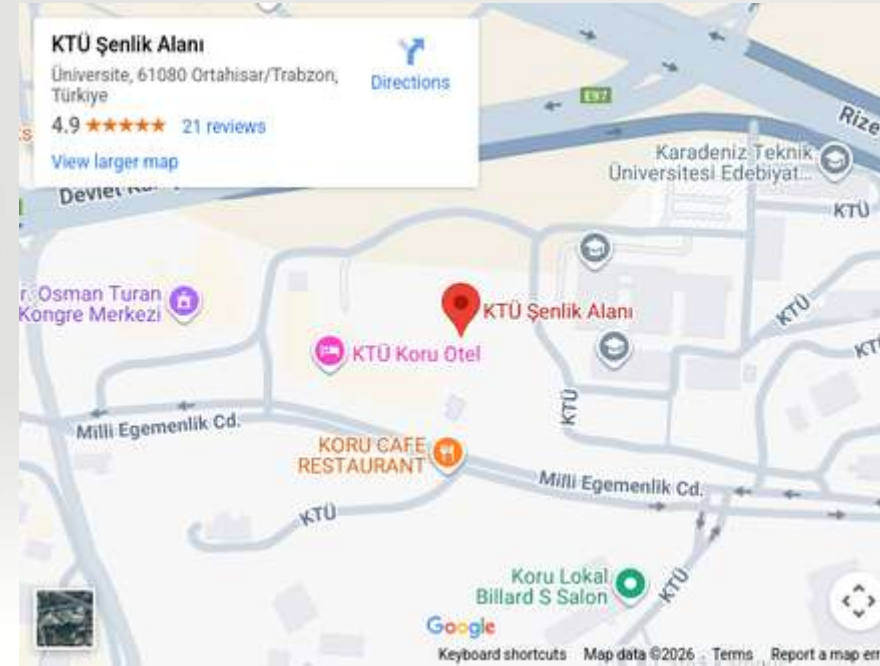 KTÜ Şenlik Alanı
Üniversite, 61080 Ortahisar/Trabzon,
Türkiye
4.9
21 reviews
View larger map
Directions
E97
Rize
Karadeniz Teknik
Üniversitesi Edebiyat...
KTÜ
Devlet
r. Osman Turan
Kongre Merkezi
KTÜ Şenlik Alanı
KTÜ
KTÜ Koru Otel
KTÜ
KTÜ
Milli Egemenlik Cd.
KORU CAFE
RESTAURANT
Milli Egemenlik Cd.
KTÜ
Koru Lokal
Billard S Salon
KTÜ
Google
Keyboard shortcuts
Map data ©2026
Terms
Report a map err